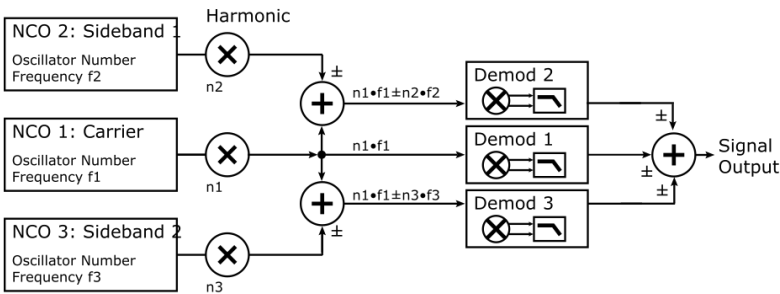 Harmonic
NCO 2: Sideband 1
Oscillator Number
Frequency f2
n2
±
n1•f1±n2•f2
Demod 2
±
NCO 1: Carrier
Oscillator Number
Frequency f1
n1
n1•f1
Demod 1
±
Signal
Output
±
n1•f1±n3•f3
Demod 3
±
NCO 3: Sideband 2
Oscillator Number
Frequency f3
n3